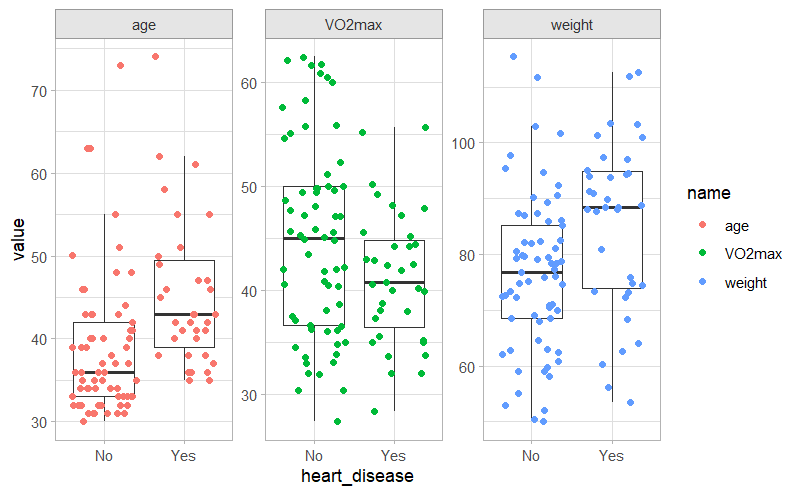 age
VO2max
weight
value
70
60
50
40
30
60
50
40
30
100
80
60
No
Yes
No
Yes
No
Yes
heart_disease
name
age
VO2max
weight